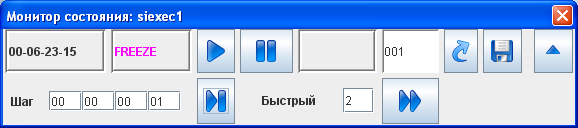 Монитор состояния: siexec1
00-06-23-15 FREEZE 001
Шаг 00 00 00 01 Быстрый 2